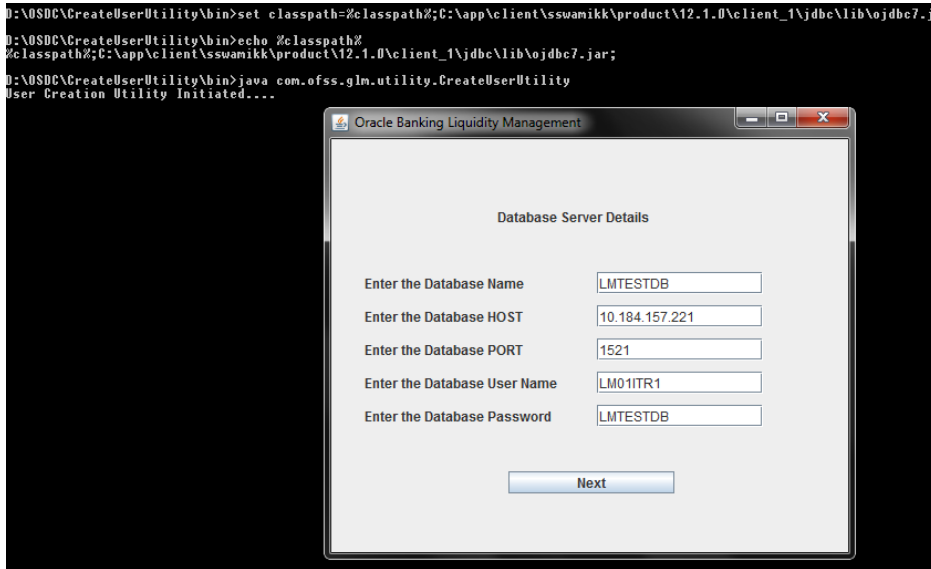 D:\OSDC\CreateUserUtility\bin>set classpath=%classpath%;C:\app\client\sswamikk\product\12.1.0\client_1\jdbc\lib\ojdbc7.j
D:\OSDC\CreateUserUtility\bin>echo %classpath%
%classpath%;C:\app\client\sswamikk\product\12.1.0\client_1\jdbc\lib\ojdbc7.jar;
D:\OSDC\CreateUserUtility\bin>java com.ofss.glm.utility.CreateUserUtility
User Creation Utility Initiated....
Oracle Banking Liquidity Management
Database Server Details
Enter the Database Name LMTESTDB
Enter the Database HOST 10.184.157.221
Enter the Database PORT 1521
Enter the Database User Name LM01ITR1
Enter the Database Password LMTESTDB
Next